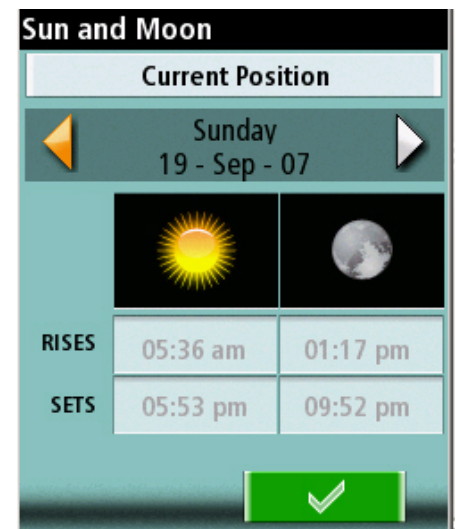 Sun and Moon
Current Position
Sunday
19 - Sep - 07
RISES 05:36 am 01:17 pm
SETS 05:53 pm 09:52 pm